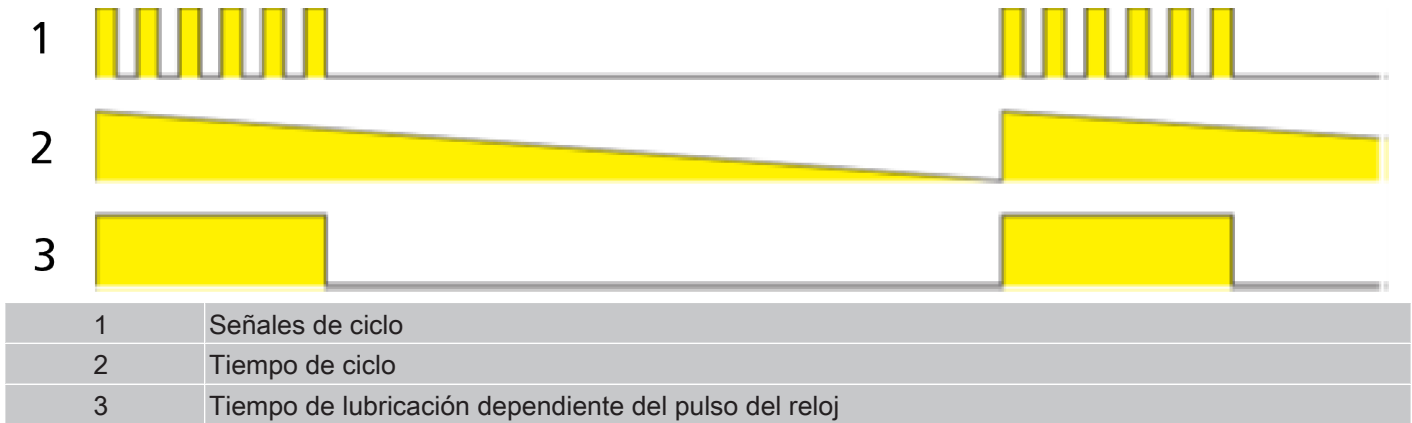 1
2
3
1 Señales de ciclo
2 Tiempo de ciclo
3 Tiempo de lubricación dependiente del pulso del reloj